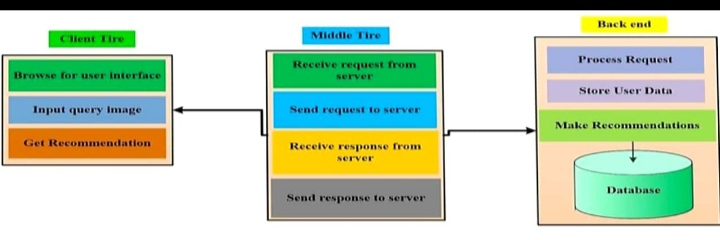 Client Tire
Browse for user interface
Input query image
Get Recommendation
Middle Tire
Receive request from
server
Send request to server
Receive response from
server
Send response to server
Back end
Process Request
Store User Data
Make Recommendations
Database